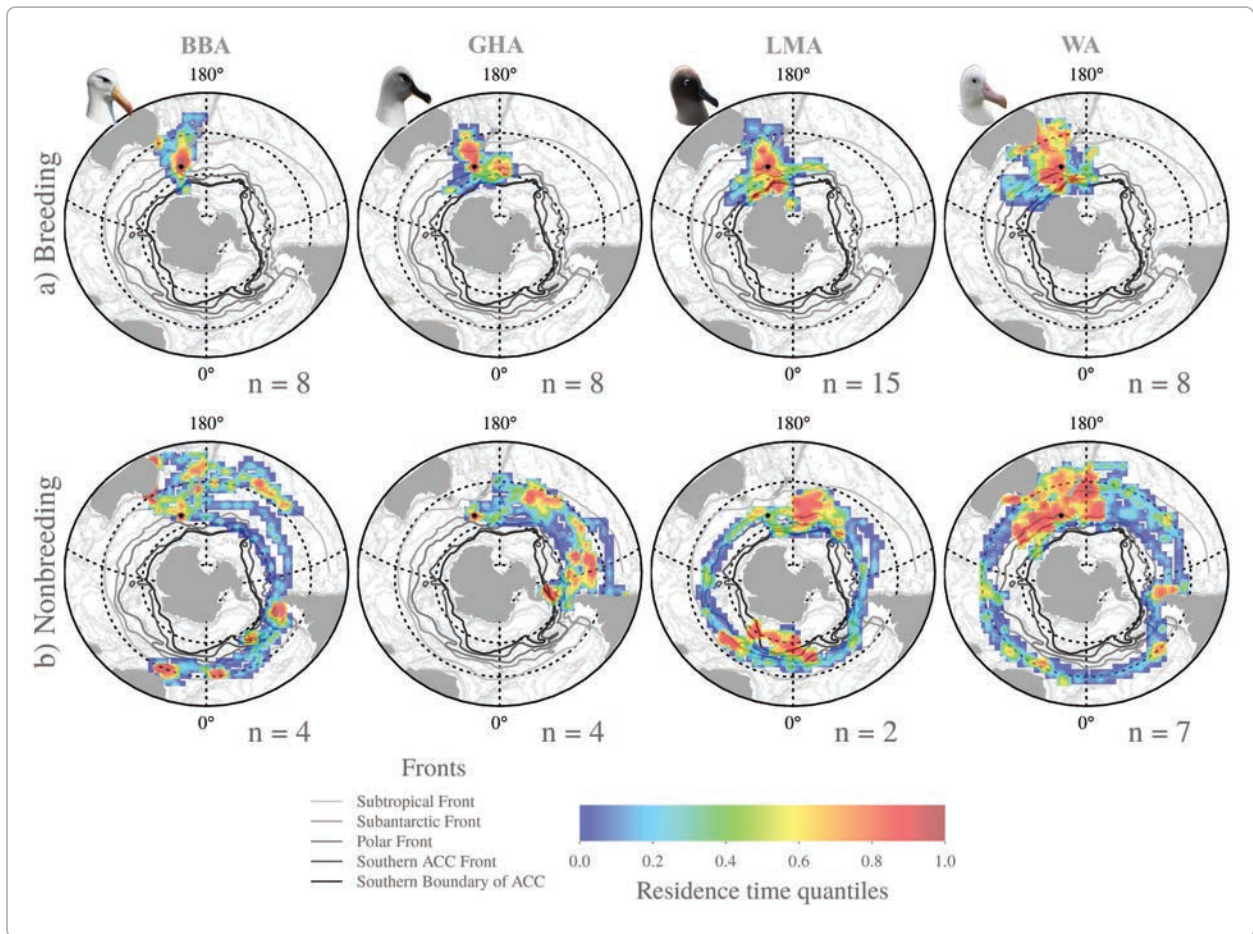 BBA GHA LMA WA
180° 180° 180° 180°
a) Breeding
0° 0° 0° 0°
n = 8 n = 8 n = 15 n = 8
180° 180° 180° 180°
b) Nonbreeding
0° 0° 0° 0°
n = 4 n = 4 n = 2 n = 7
Fronts
Subtropical Front
Subantarctic Front
Polar Front
Southern ACC Front
Southern Boundary of ACC
0.0 0.2 0.4 0.6 0.8 1.0
Residence time quantiles